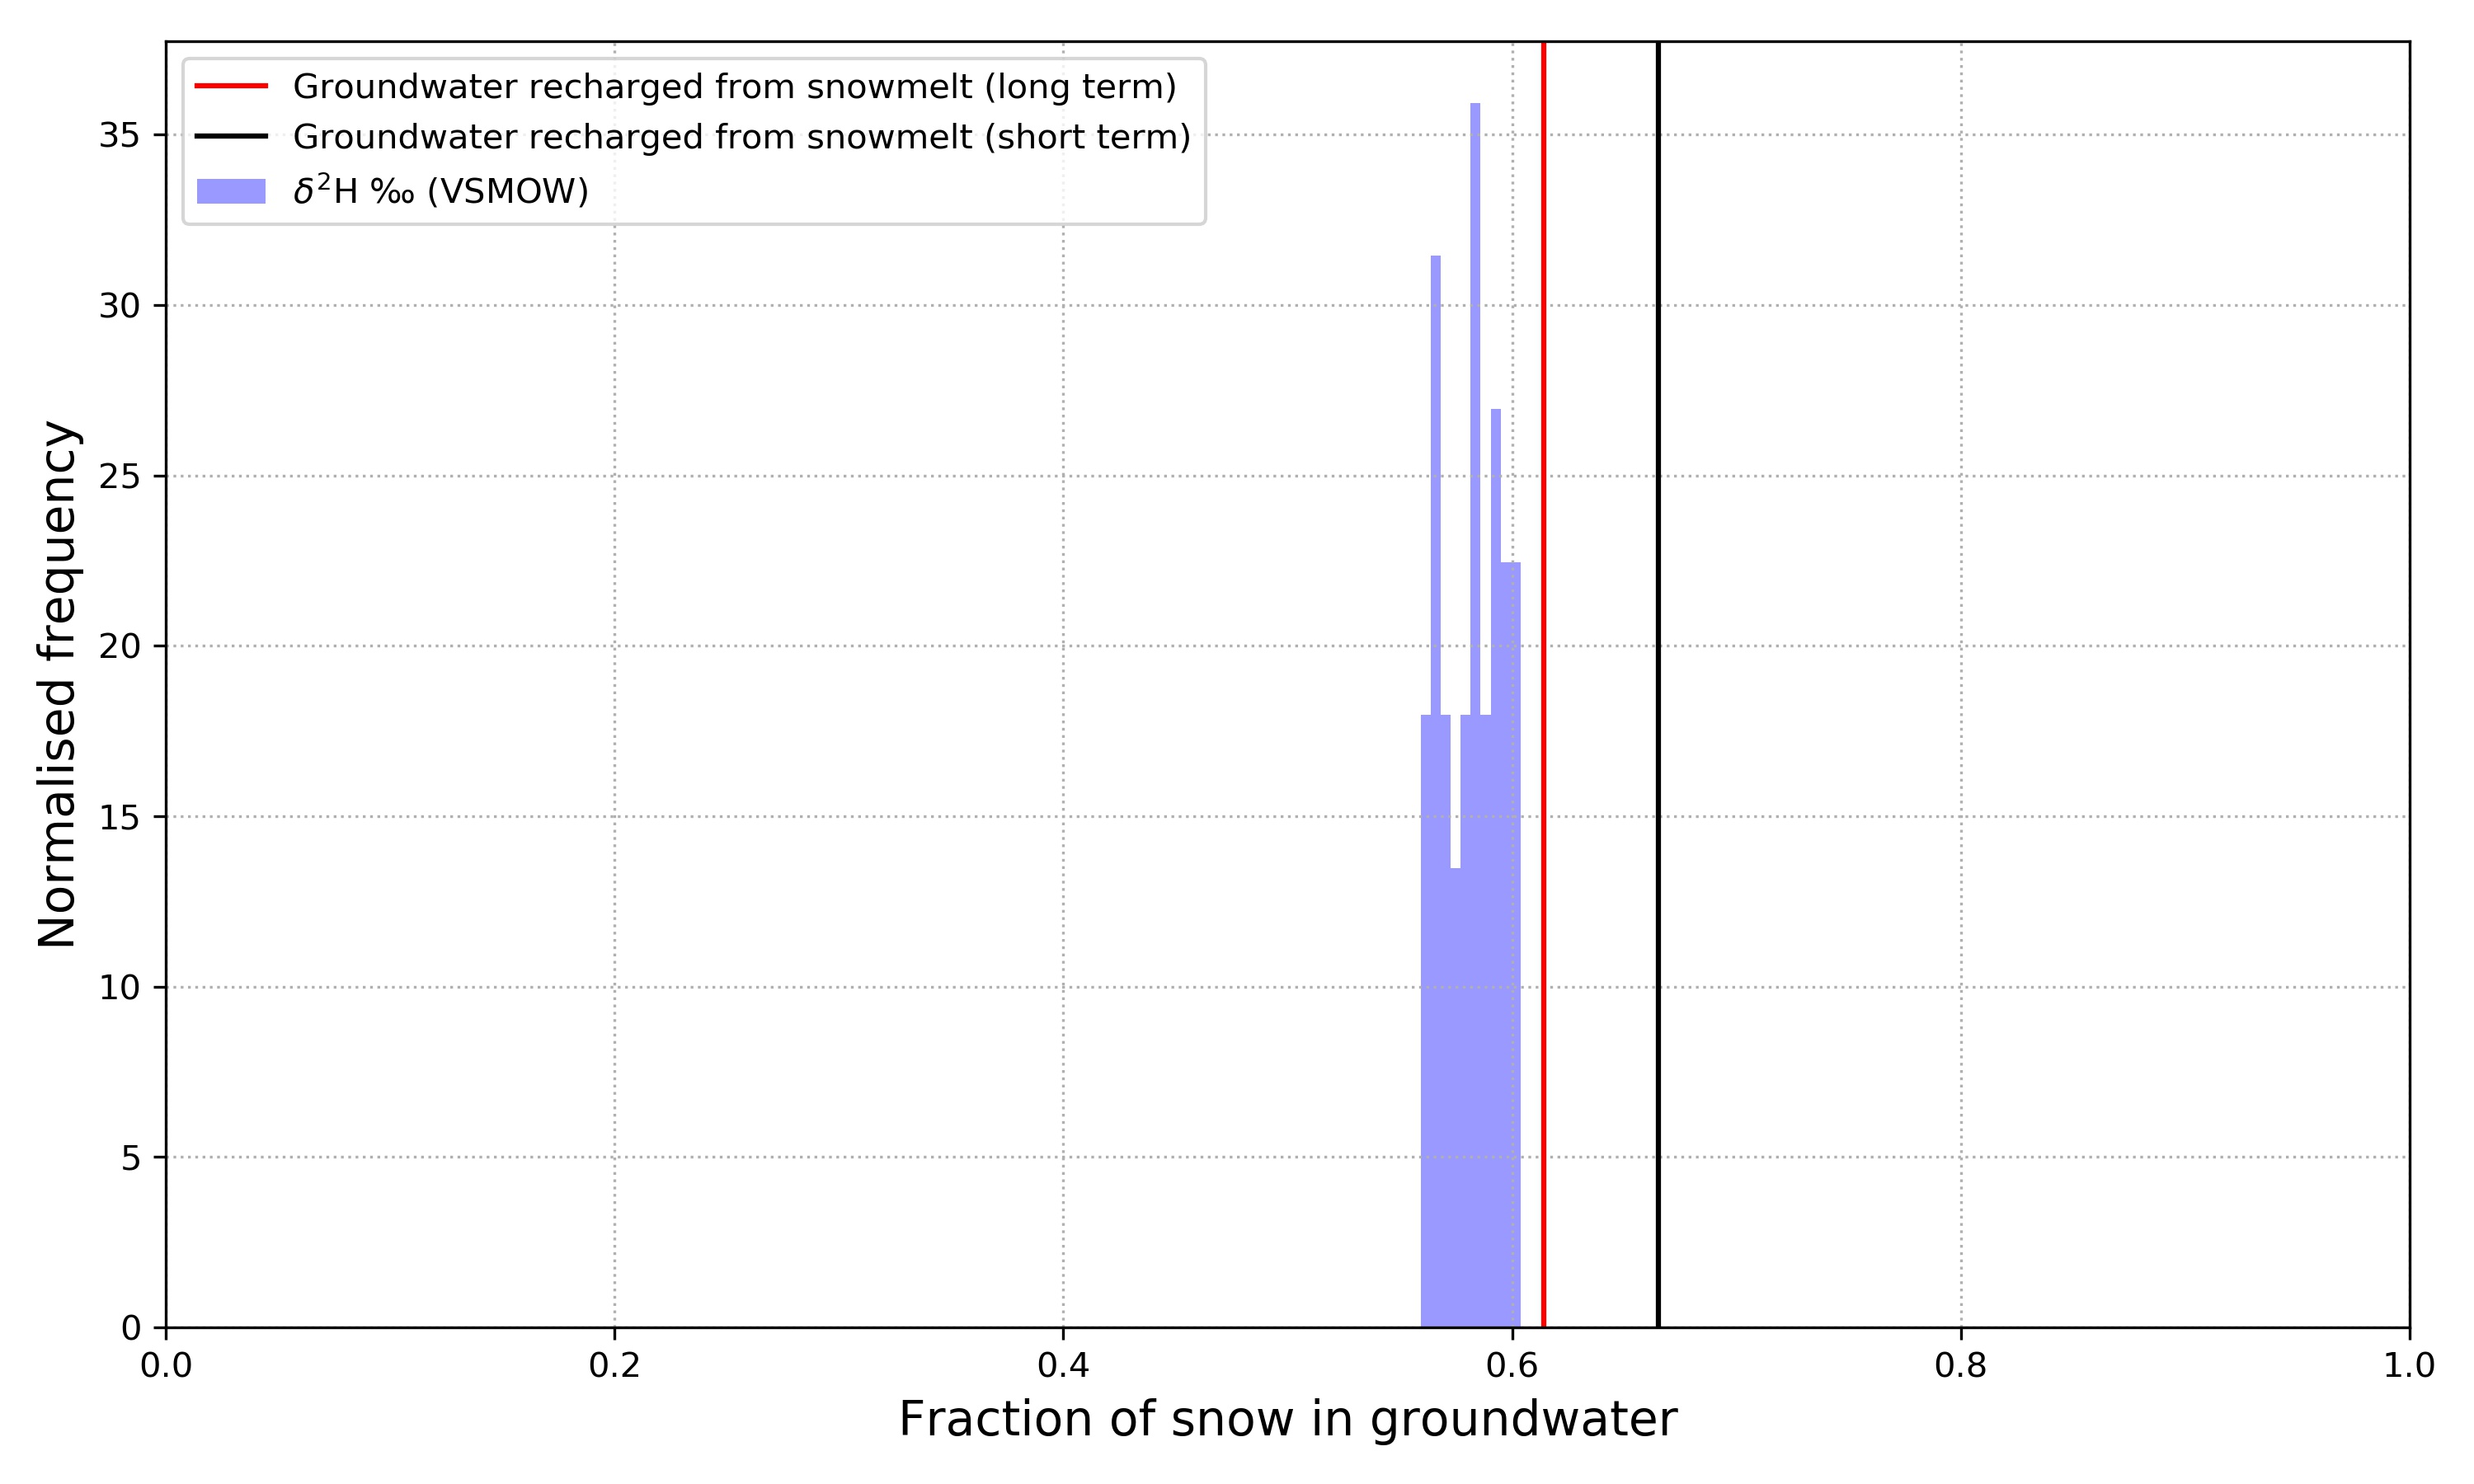 Groundwater recharged from snowmelt (long term)
Groundwater recharged from snowmelt (short term)
δ²H ‰ (VSMOW)
Normalised frequency
35
30
25
20
15
10
5
0
0.0 0.2 0.4 0.6 0.8 1.0
Fraction of snow in groundwater